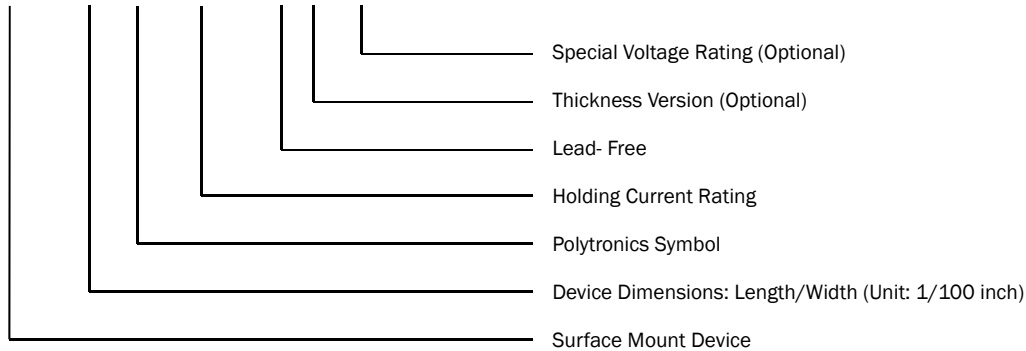 Special Voltage Rating (Optional)
Thickness Version (Optional)
Lead- Free
Holding Current Rating
Polytronics Symbol
Device Dimensions: Length/Width (Unit: 1/100 inch)
Surface Mount Device